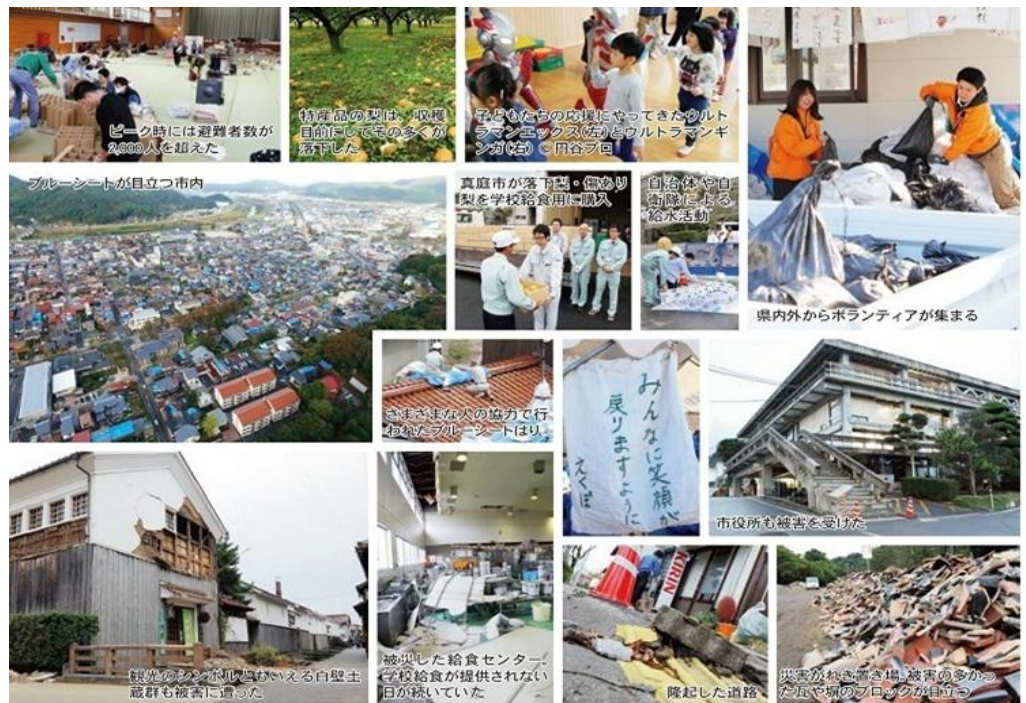 ピーク時には避難者数が
2,000人を超えた
特産品の梨は、収穫
目前にしてその多くが
落下した
子どもたちの応援にやってきたウルト
ラマンエックス(左)とウルトラマンギ
ンガ(右) ©円谷プロ
県内外からボランティアが集まる
ブルーシートが目立つ市内
真庭市が落下梨・傷あり
梨を学校給食用に購入
自治体や自
衛隊による
給水活動
さまざまな人の協力で行
われたブルーシートはり
みんなに笑顔が
戻りますように
えくぼ
市役所も被害を受けた
観光のシンボルともいえる白壁土
蔵群も被害に遭った
被災した給食センター。
学校給食が提供されない
日が続いていた
KIRIN
隆起した道路
災害がれき置き場。被害の多かっ
た瓦や塀のブロックが目立つ